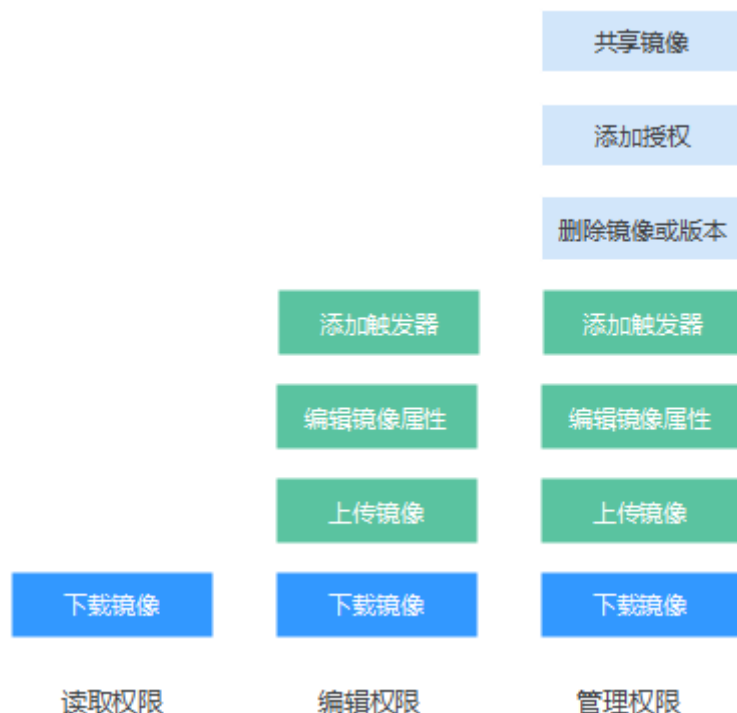 共享镜像
添加授权
删除镜像或版本
添加触发器 添加触发器
编辑镜像属性 编辑镜像属性
上传镜像 上传镜像
下载镜像 下载镜像 下载镜像
读取权限 编辑权限 管理权限